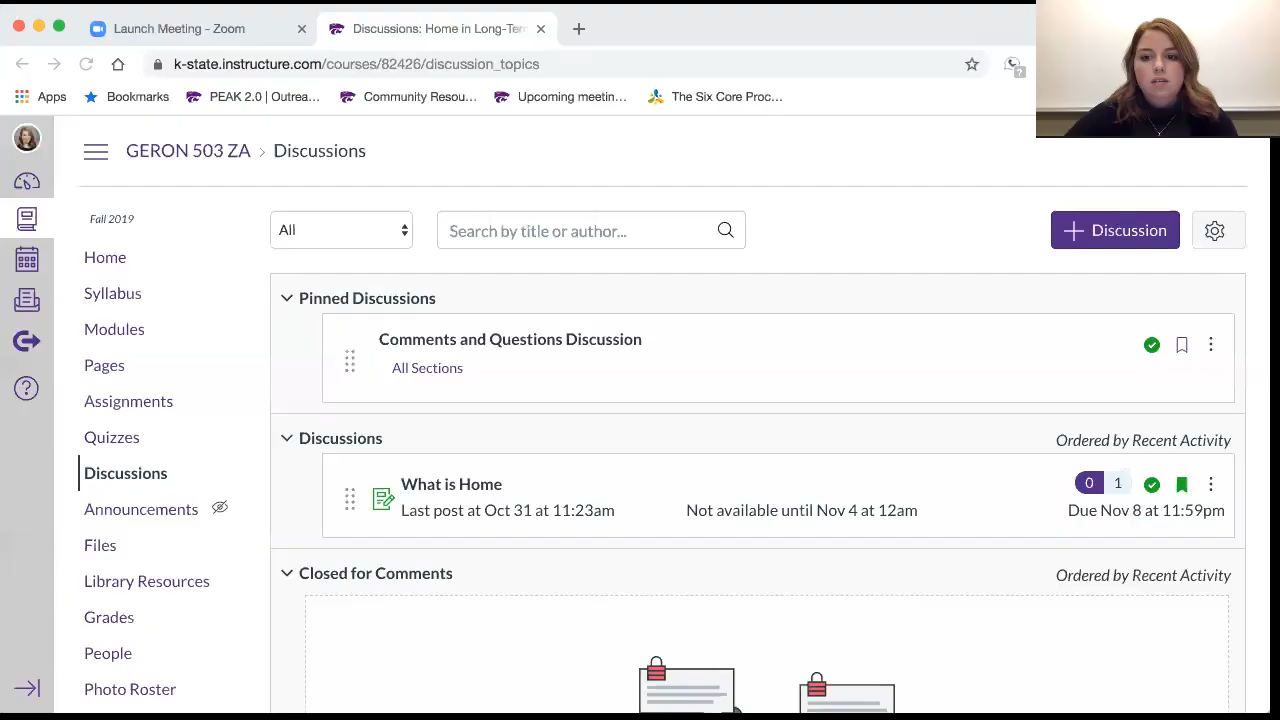 Launch Meeting - Zoom
Discussions: Home in Long-Ter
k-state.instructure.com/courses/82426/discussion_topics
Apps
Bookmarks
PEAK 2.0 | Outrea...
Community Resou...
Upcoming meetin...
The Six Core Proc...
GERON 503 ZA > Discussions
Fall 2019
Home
Syllabus
Modules
Pages
Assignments
Quizzes
Discussions
Announcements
Files
Library Resources
Grades
People
Photo Roster
All
Search by title or author...
+ Discussion
Pinned Discussions
Comments and Questions Discussion
All Sections
Discussions
Ordered by Recent Activity
What is Home
0 1
Last post at Oct 31 at 11:23am
Not available until Nov 4 at 12am
Due Nov 8 at 11:59pm
Closed for Comments
Ordered by Recent Activity